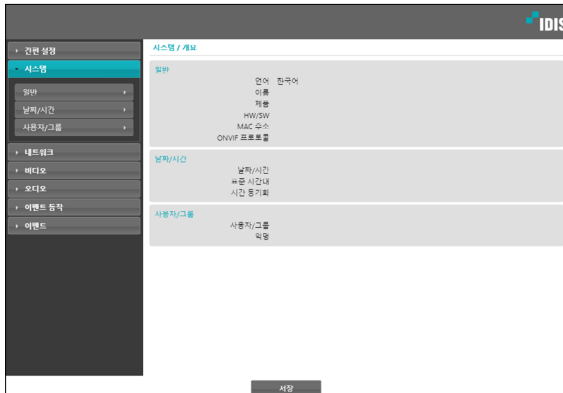 IDIS
간편 설정
시스템
일반
날짜/시간
사용자/그룹
네트워크
비디오
오디오
이벤트 동작
이벤트
시스템 / 개요
일반
언어 한국어
이름
제품
HW/SW
MAC 주소
ONVIF 프로토콜
날짜/시간
날짜/시간
표준 시간대
시간 동기화
사용자/그룹
사용자/그룹
익명
저장